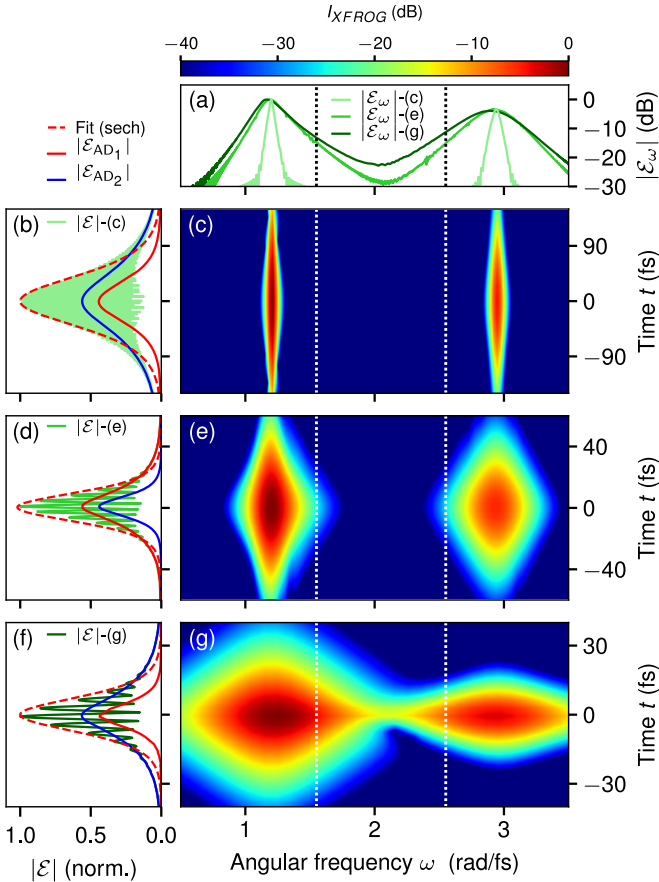 I_XFROG (dB)
−40 −30 −20 −10 0
(a)
|ℰ_ω|-(c)
|ℰ_ω|-(e)
|ℰ_ω|-(g)
0
−10
−20
−30
|ℰ_ω| (dB)
Fit (sech)
|ℰ_AD₁|
|ℰ_AD₂|
(b) |ℰ|-(c)
(c)
90
0
−90
Time t (fs)
(d) |ℰ|-(e)
(e)
40
0
−40
Time t (fs)
(f) |ℰ|-(g)
(g)
30
0
−30
Time t (fs)
1.0 0.5 0.0
|ℰ| (norm.)
1 2 3
Angular frequency ω (rad/fs)